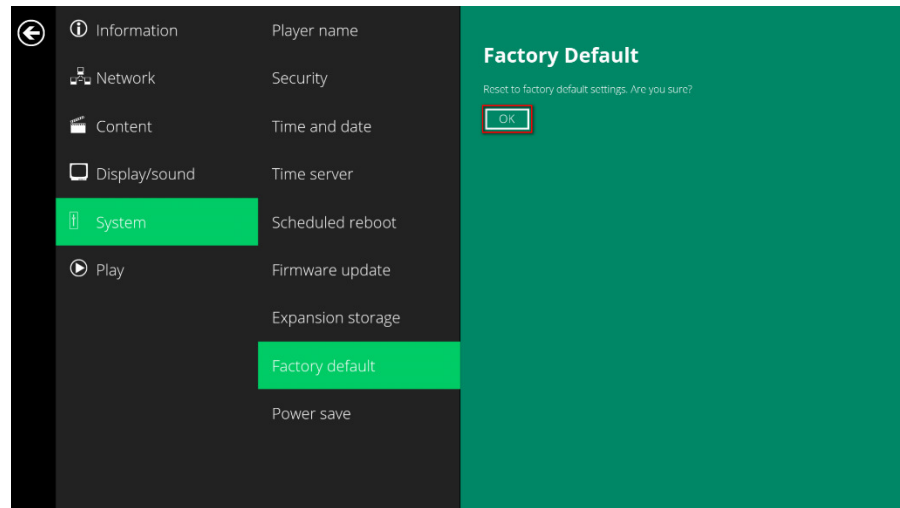 Information
Network
Content
Display/sound
System
Play
Player name
Security
Time and date
Time server
Scheduled reboot
Firmware update
Expansion storage
Factory default
Power save
Factory Default
Reset to factory default settings. Are you sure?
OK